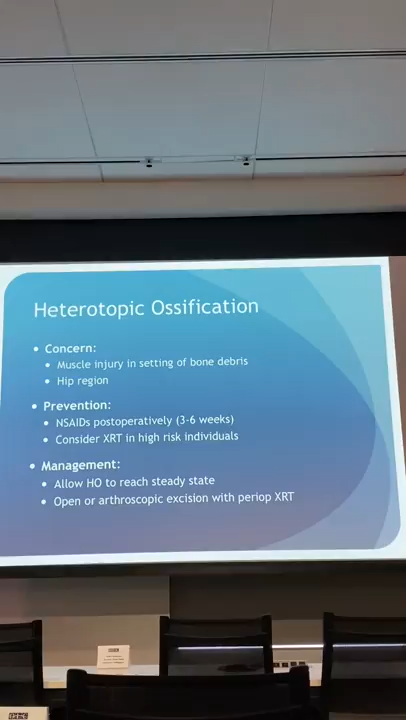 Heterotopic Ossification
• Concern:
• Muscle injury in setting of bone debris
• Hip region
• Prevention:
• NSAIDs postoperatively (3-6 weeks)
• Consider XRT in high risk individuals
• Management:
• Allow HO to reach steady state
• Open or arthroscopic excision with periop XRT